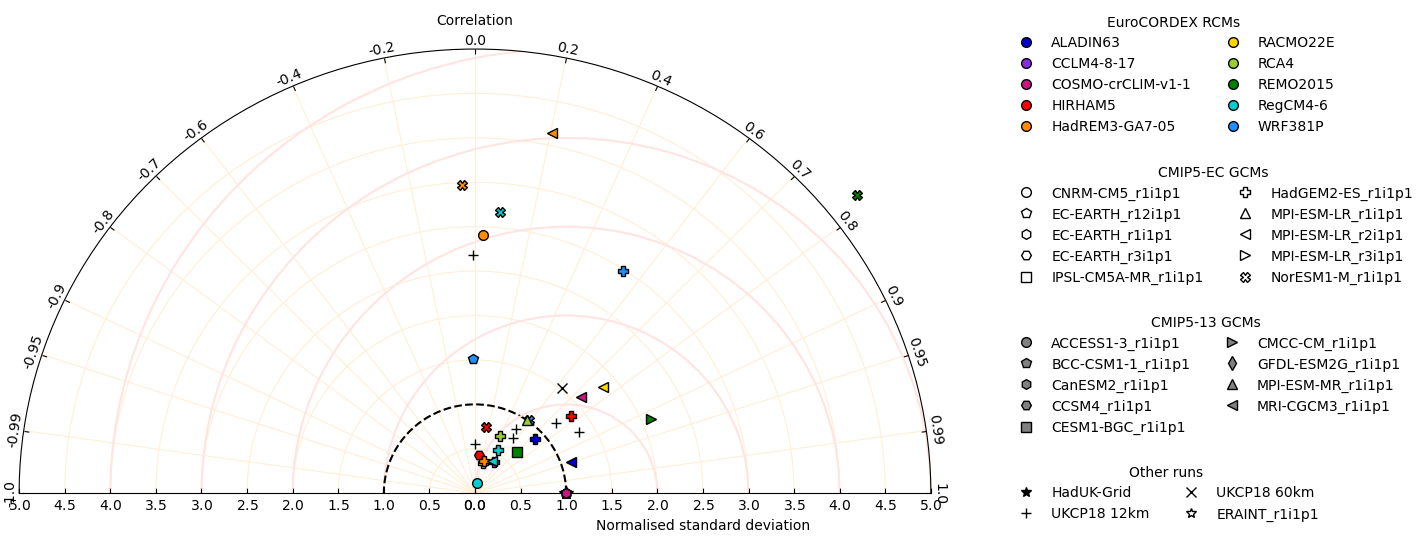 Correlation
-0.2 0.0 0.2
-0.4 0.4
-0.6 0.6
-0.7 0.7
-0.8 0.8
-0.9 0.9
-0.95 0.95
-0.99 0.99
-1.0 1.0
5.0 4.5 4.0 3.5 3.0 2.5 2.0 1.5 1.0 0.5 0.0 0.5 1.0 1.5 2.0 2.5 3.0 3.5 4.0 4.5 5.0
Normalised standard deviation
EuroCORDEX RCMs
ALADIN63 RACMO22E
CCLM4-8-17 RCA4
COSMO-crCLIM-v1-1 REMO2015
HIRHAM5 RegCM4-6
HadREM3-GA7-05 WRF381P
CMIP5-EC GCMs
CNRM-CM5_r1i1p1 HadGEM2-ES_r1i1p1
EC-EARTH_r12i1p1 MPI-ESM-LR_r1i1p1
EC-EARTH_r1i1p1 MPI-ESM-LR_r2i1p1
EC-EARTH_r3i1p1 MPI-ESM-LR_r3i1p1
IPSL-CM5A-MR_r1i1p1 NorESM1-M_r1i1p1
CMIP5-13 GCMs
ACCESS1-3_r1i1p1 CMCC-CM_r1i1p1
BCC-CSM1-1_r1i1p1 GFDL-ESM2G_r1i1p1
CanESM2_r1i1p1 MPI-ESM-MR_r1i1p1
CCSM4_r1i1p1 MRI-CGCM3_r1i1p1
CESM1-BGC_r1i1p1
Other runs
HadUK-Grid UKCP18 60km
UKCP18 12km ERAINT_r1i1p1